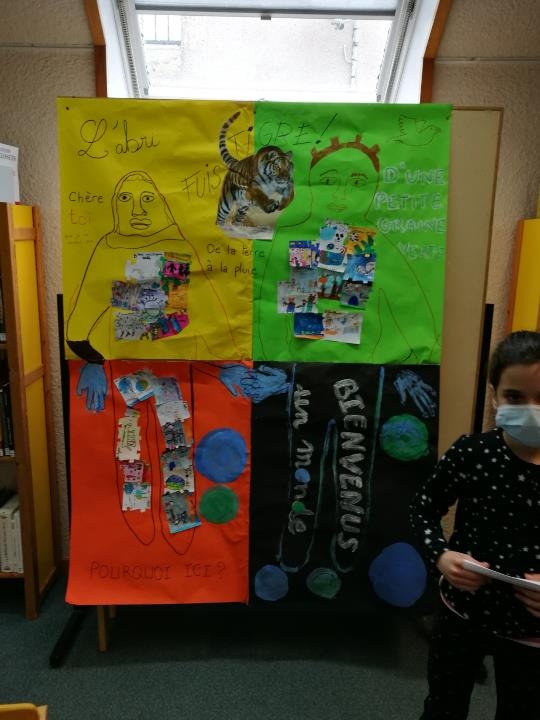 L'abri
FUIS TIGRE!
Chère
toi
De la terre
à la pluie
D'UNE
PETITE
GRAINE
VERTE
BIENVENUS
un monde
POURQUOI ICI?